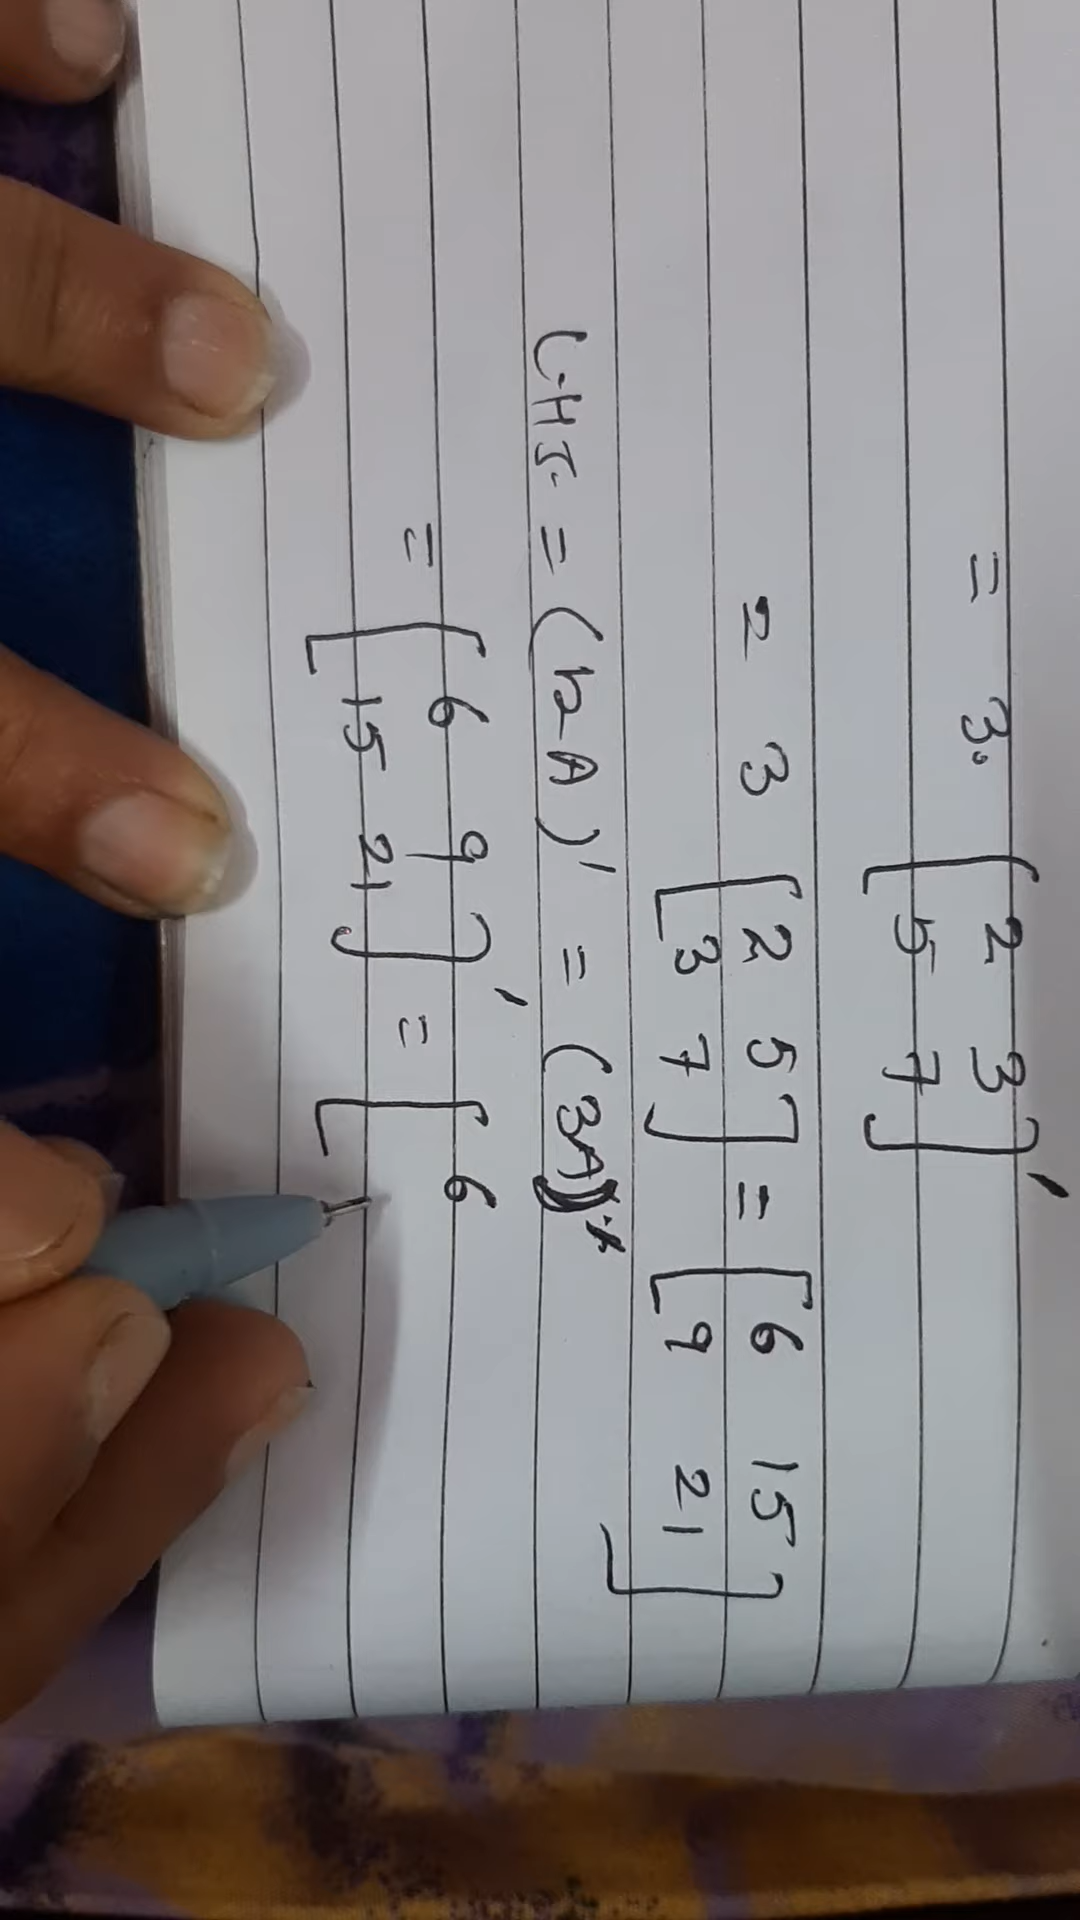 = 3. [2 3
5 7]'
= 3 [2 5
3 7] = [6 15
9 21]
LHS = (kA)' = (3A)'
= [6 9
15 21]' = [6